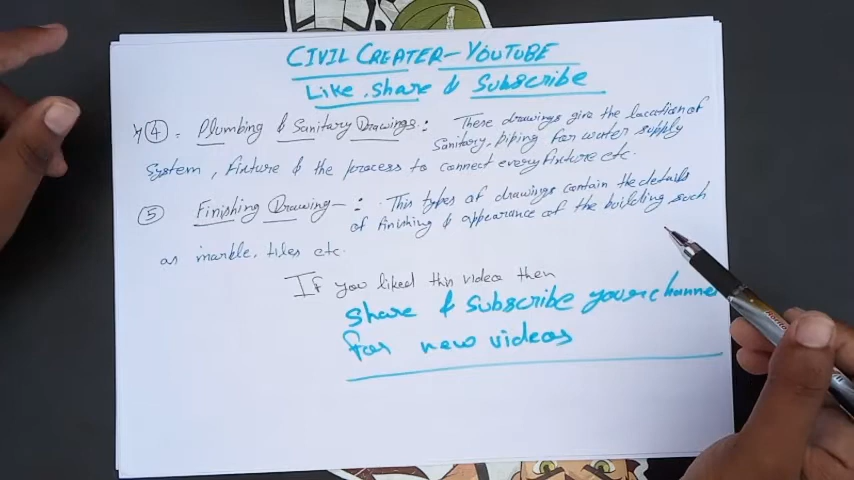 CIVIL CREATER-YOUTUBE
Like, share & Subscribe
4. Plumbing & Sanitary Drawings: These drawings give the lacation of
Sanitary, piping for water supply
system, fixture & the process to connect every fixture etc.
5 Finishing Drawing-: This types of drawings contain the details
of finishing & appearance of the building such
as marble, tiles etc.
If you liked this video then
share & subscribe your channel
for new videos